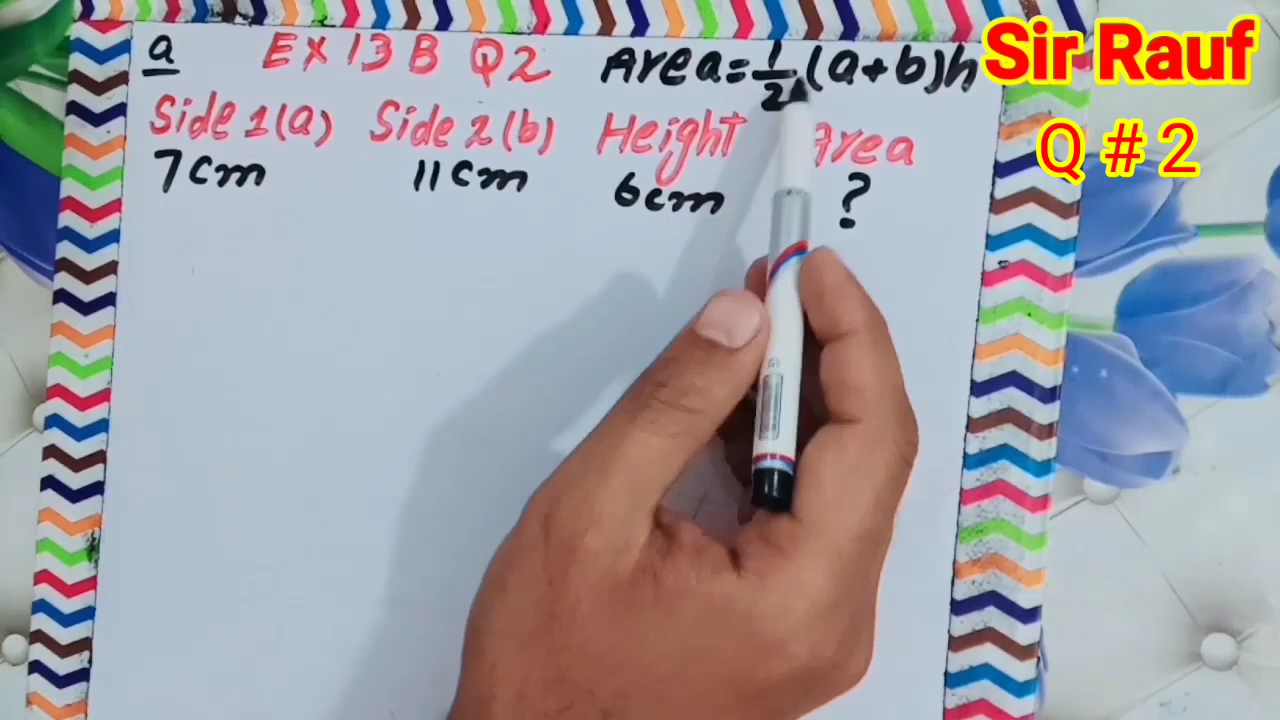 a Ex 13 B Q2 Area = 1/2 (a+b)h
Side 1(a) Side 2(b) Height Area
7cm 11cm 6cm ?
Sir Rauf
Q # 2